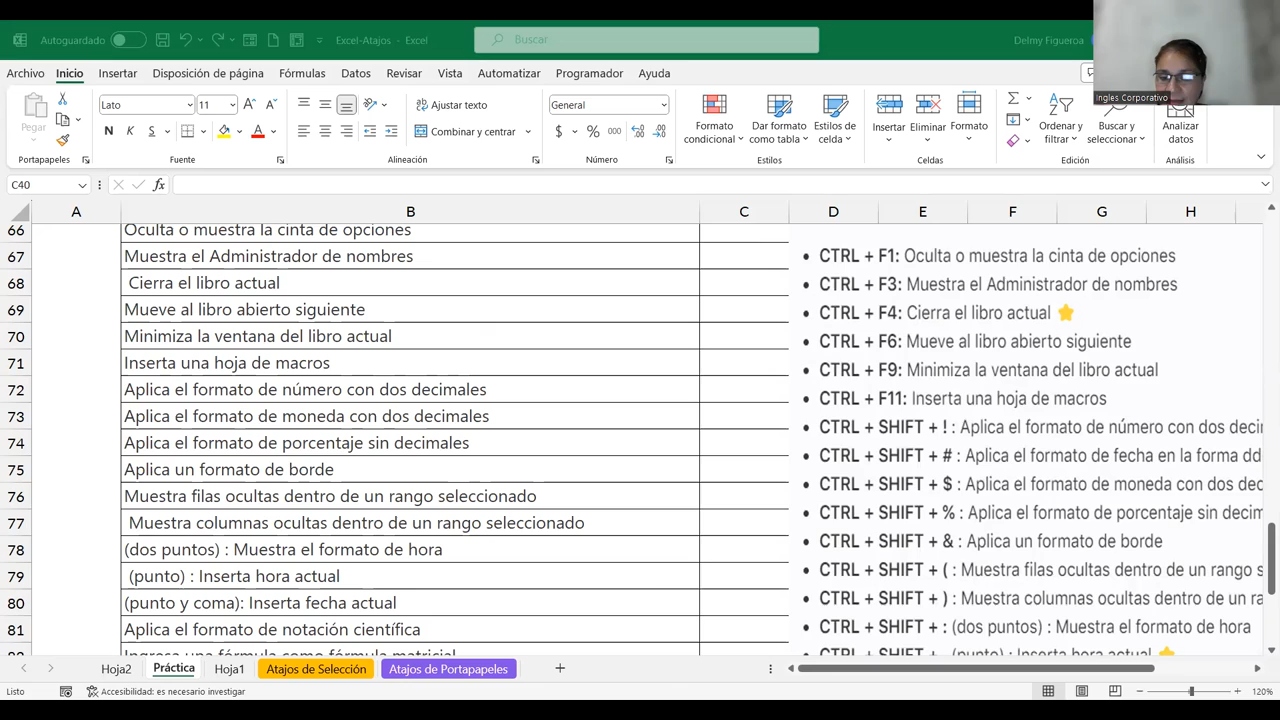 Autoguardado
Excel-Atajos - Excel
Buscar
Delmy Figueroa
Ingles Corporativo
Archivo Inicio Insertar Disposición de página Fórmulas Datos Revisar Vista Automatizar Programador Ayuda
Pegar
Lato 11
N K S
Ajustar texto
Combinar y centrar
General
$ % 000
Formato condicional
Dar formato como tabla
Estilos de celda
Insertar
Eliminar
Formato
Ordenar y filtrar
Buscar y seleccionar
Analizar datos
Portapapeles Fuente Alineación Número Estilos Celdas Edición Análisis
C40 fx
A B C D E F G H
66 Oculta o muestra la cinta de opciones
67 Muestra el Administrador de nombres
68 Cierra el libro actual
69 Mueve al libro abierto siguiente
70 Minimiza la ventana del libro actual
71 Inserta una hoja de macros
72 Aplica el formato de número con dos decimales
73 Aplica el formato de moneda con dos decimales
74 Aplica el formato de porcentaje sin decimales
75 Aplica un formato de borde
76 Muestra filas ocultas dentro de un rango seleccionado
77 Muestra columnas ocultas dentro de un rango seleccionado
78 (dos puntos) : Muestra el formato de hora
79 (punto) : Inserta hora actual
80 (punto y coma): Inserta fecha actual
81 Aplica el formato de notación científica
Ingresa una fórmula como fórmula matricial
• CTRL + F1: Oculta o muestra la cinta de opciones
• CTRL + F3: Muestra el Administrador de nombres
• CTRL + F4: Cierra el libro actual
• CTRL + F6: Mueve al libro abierto siguiente
• CTRL + F9: Minimiza la ventana del libro actual
• CTRL + F11: Inserta una hoja de macros
• CTRL + SHIFT + ! : Aplica el formato de número con dos deci
• CTRL + SHIFT + # : Aplica el formato de fecha en la forma dd
• CTRL + SHIFT + $ : Aplica el formato de moneda con dos dec
• CTRL + SHIFT + % : Aplica el formato de porcentaje sin decim
• CTRL + SHIFT + & : Aplica un formato de borde
• CTRL + SHIFT + ( : Muestra filas ocultas dentro de un rango s
• CTRL + SHIFT + ) : Muestra columnas ocultas dentro de un ra
• CTRL + SHIFT + : (dos puntos) : Muestra el formato de hora
CTRL + SHIFT + . (punto) : Inserta hora actual
Hoja2 Práctica Hoja1 Atajos de Selección Atajos de Portapapeles
Listo Accesibilidad: es necesario investigar 120%